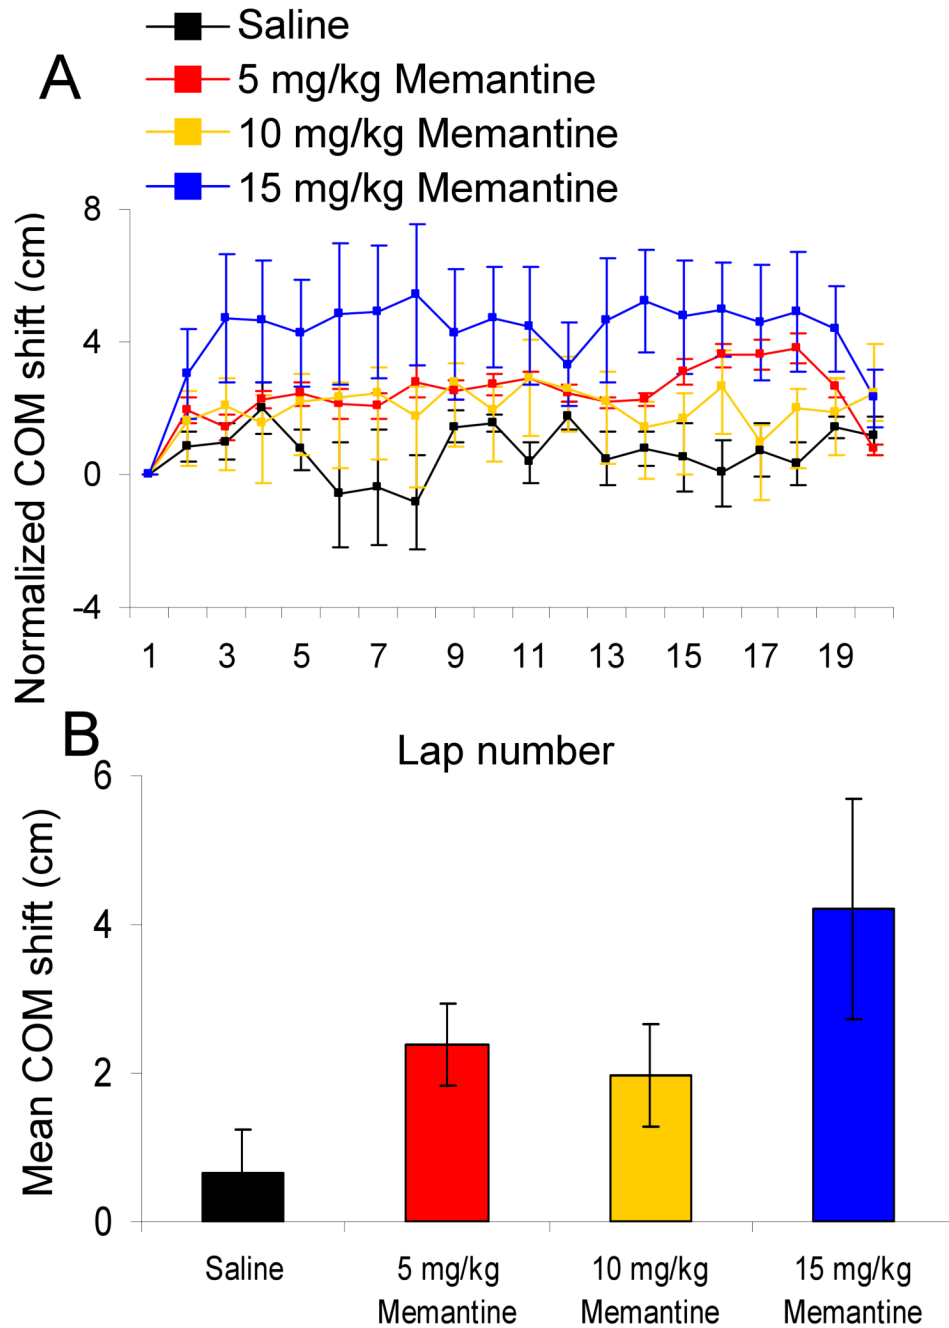 Saline
A
5 mg/kg Memantine
10 mg/kg Memantine
15 mg/kg Memantine
Normalized COM shift (cm)
8
4
0
-4
1 3 5 7 9 11 13 15 17 19
Lap number
B
Mean COM shift (cm)
6
4
2
0
Saline
5 mg/kg
Memantine
10 mg/kg
Memantine
15 mg/kg
Memantine